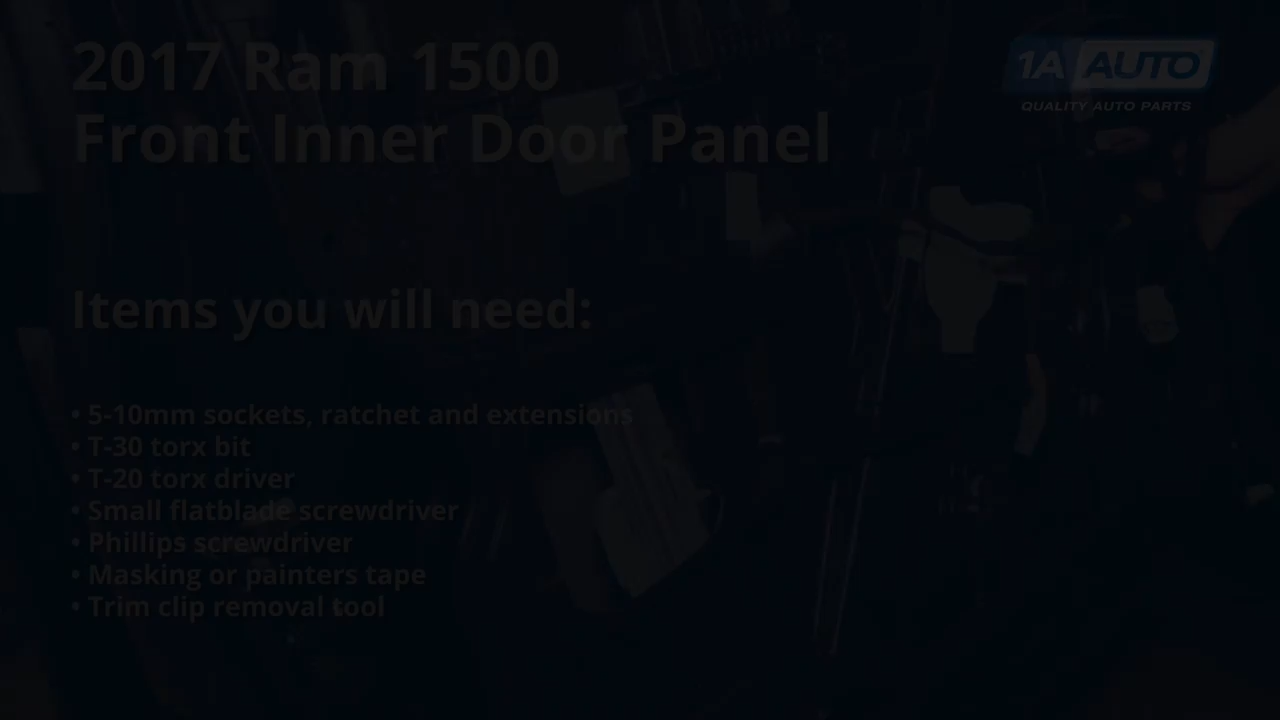 2017 Ram 1500
Front Inner Door Panel
1A AUTO
QUALITY AUTO PARTS
Items you will need:
• 5-10mm sockets, ratchet and extensions
• T-30 torx bit
• T-20 torx driver
• Small flatblade screwdriver
• Phillips screwdriver
• Masking or painters tape
• Trim clip removal tool